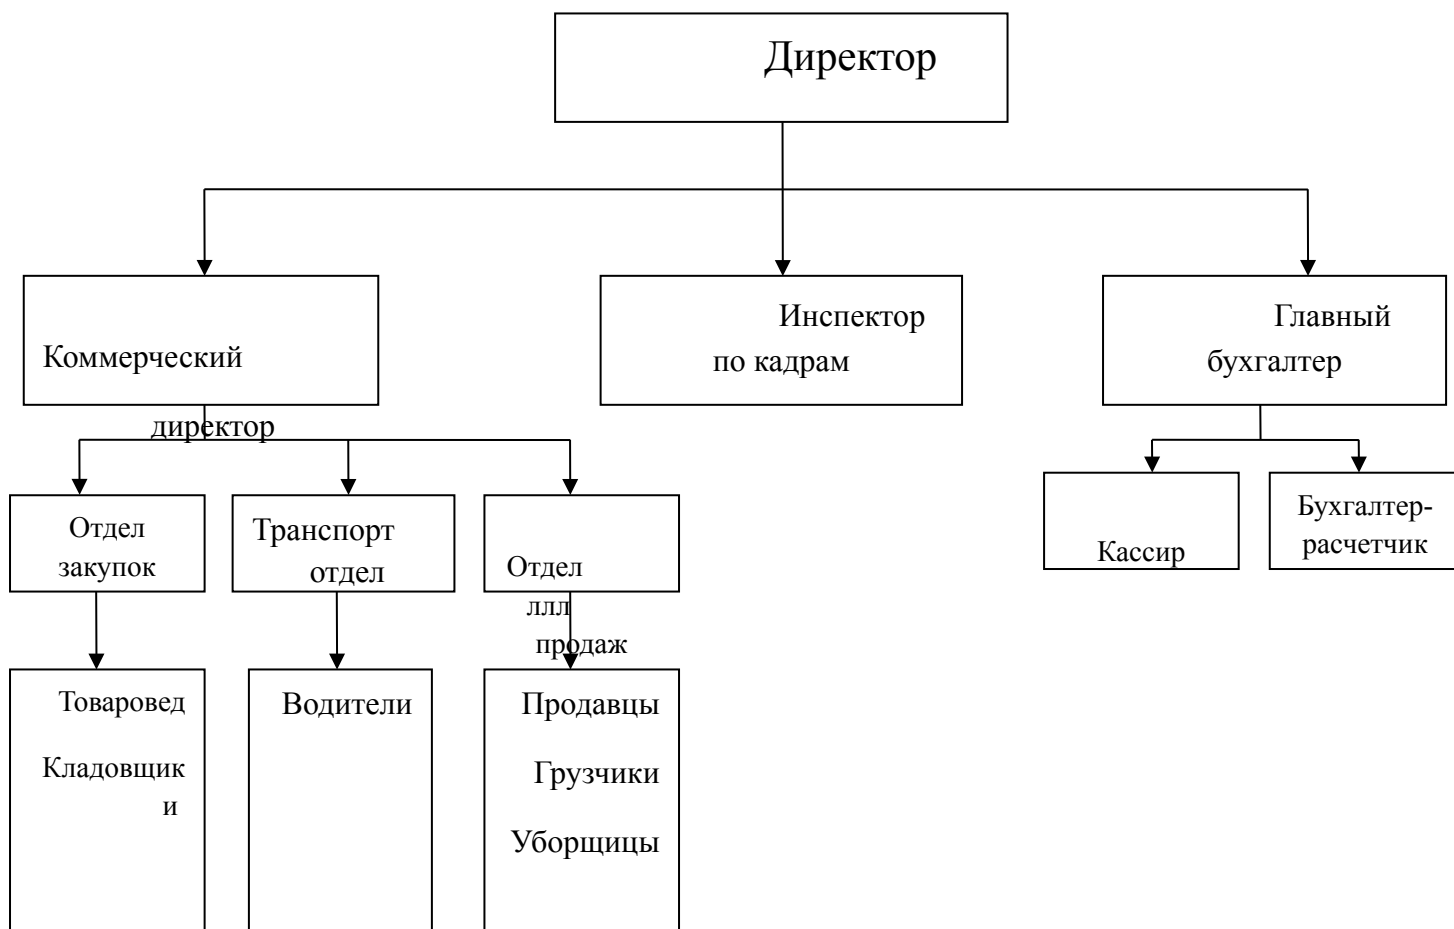 Директор
Коммерческий
директор
Инспектор
по кадрам
Главный
бухгалтер
Отдел
закупок
Транспорт
отдел
Отдел
ллл
продаж
Кассир
Бухгалтер-
расчетчик
Товаровед
Кладовщик
и
Водители
Продавцы
Грузчики
Уборщицы